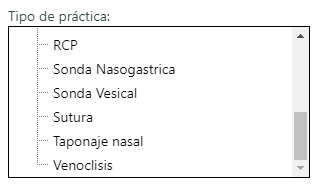 Tipo de práctica:
RCP
Sonda Nasogastrica
Sonda Vesical
Sutura
Taponaje nasal
Venoclisis